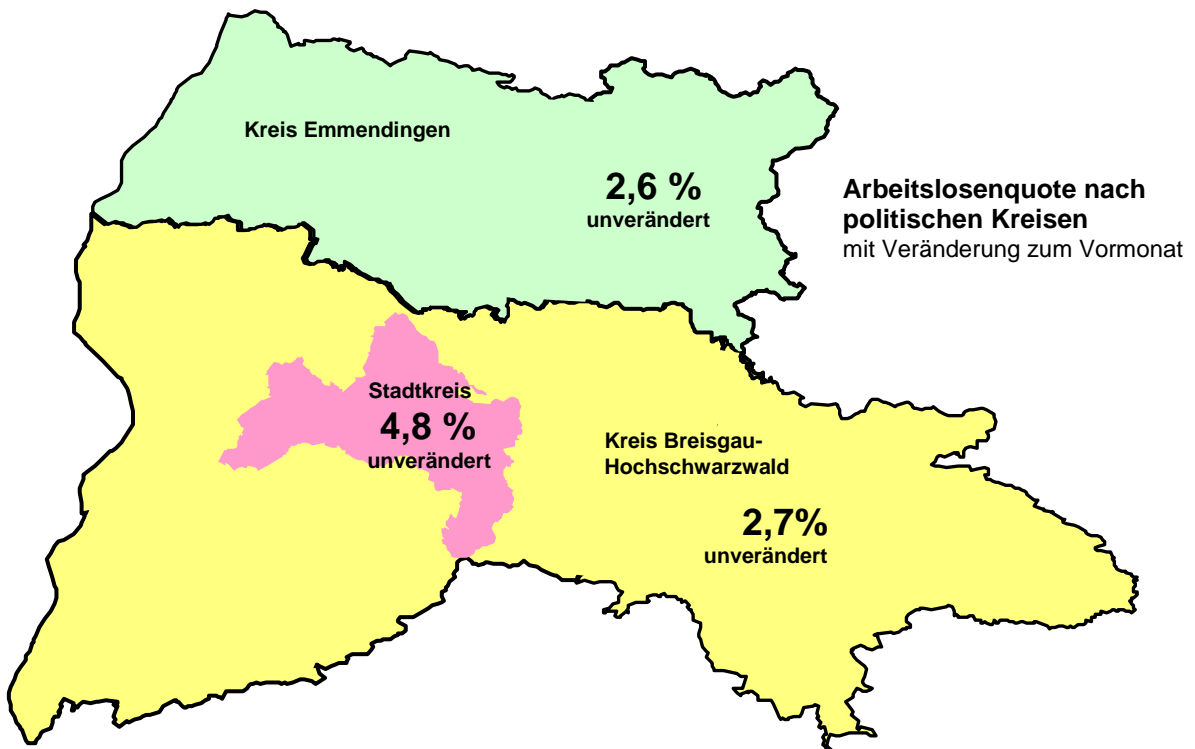 Kreis Emmendingen
2,6 %
unverändert
Arbeitslosenquote nach
politischen Kreisen
mit Veränderung zum Vormonat
Stadtkreis
4,8 %
unverändert
Kreis Breisgau-
Hochschwarzwald
2,7%
unverändert